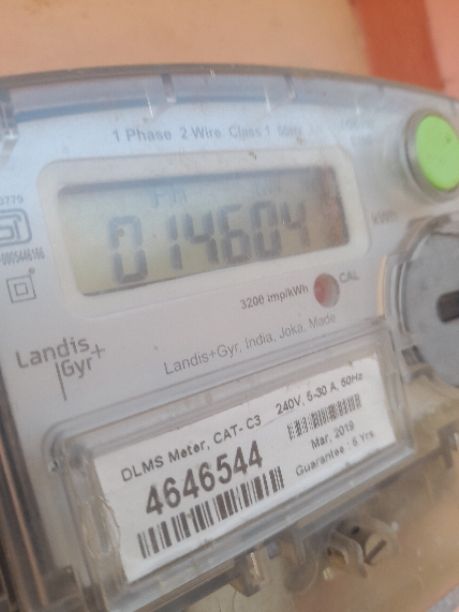 1 Phase 2 Wire Class 1 50Hz
014604
kWh
CAL
3200 imp/kWh
Landis+Gyr, India, Joka, Made
Landis
Gyr+
DLMS Meter, CAT- C3 240V, 5-30 A, 50Hz
4646544
Mar, 2019
Guarantee : 5 Yrs